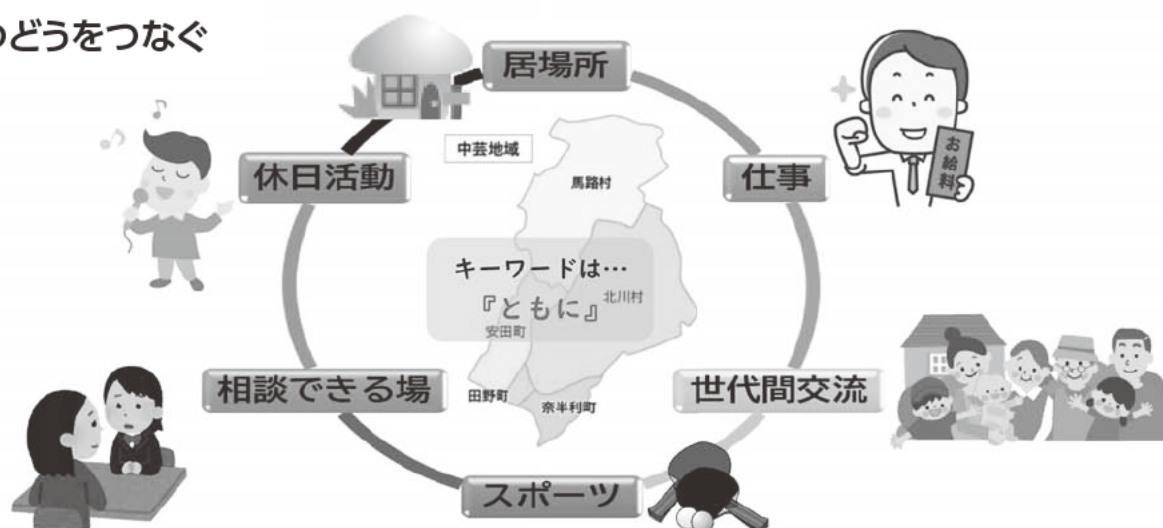 のどうをつなぐ
居場所
中芸地域
休日活動
仕事
お給料
馬路村
キーワードは…
『ともに』
北川村
安田町
相談できる場
田野町
奈半利町
世代間交流
スポーツ